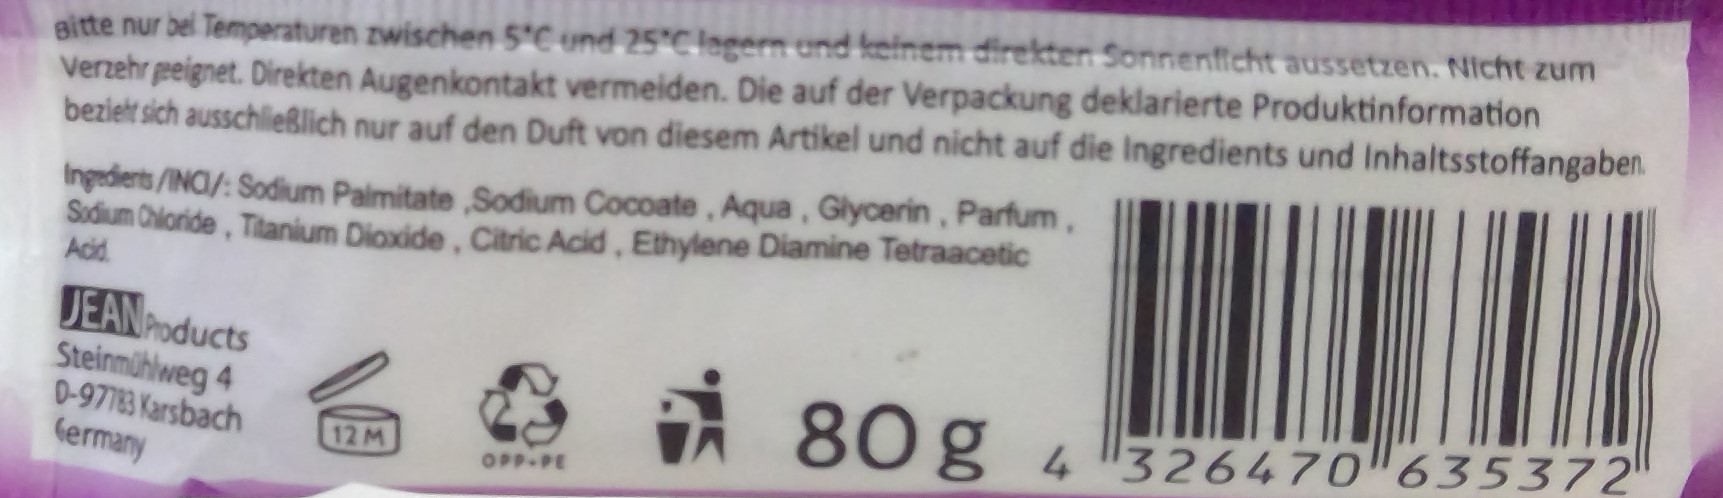 Bitte nur bei Temperaturen zwischen 5°C und 25°C lagern und keinem direkten Sonnenlicht aussetzen. Nicht zum
Verzehr geeignet. Direkten Augenkontakt vermeiden. Die auf der Verpackung deklarierte Produktinformation
bezieht sich ausschließlich nur auf den Duft von diesem Artikel und nicht auf die Ingredients und Inhaltsstoffangaben.
Ingredients /INCI/: Sodium Palmitate ,Sodium Cocoate , Aqua , Glycerin , Parfum ,
Sodium Chloride , Titanium Dioxide , Citric Acid , Ethylene Diamine Tetraacetic
Acid.
JEAN Products
Steinmühlweg 4
D-97783 Karsbach
Germany
12 M
OPP-PE
80 g
4 326470 635372